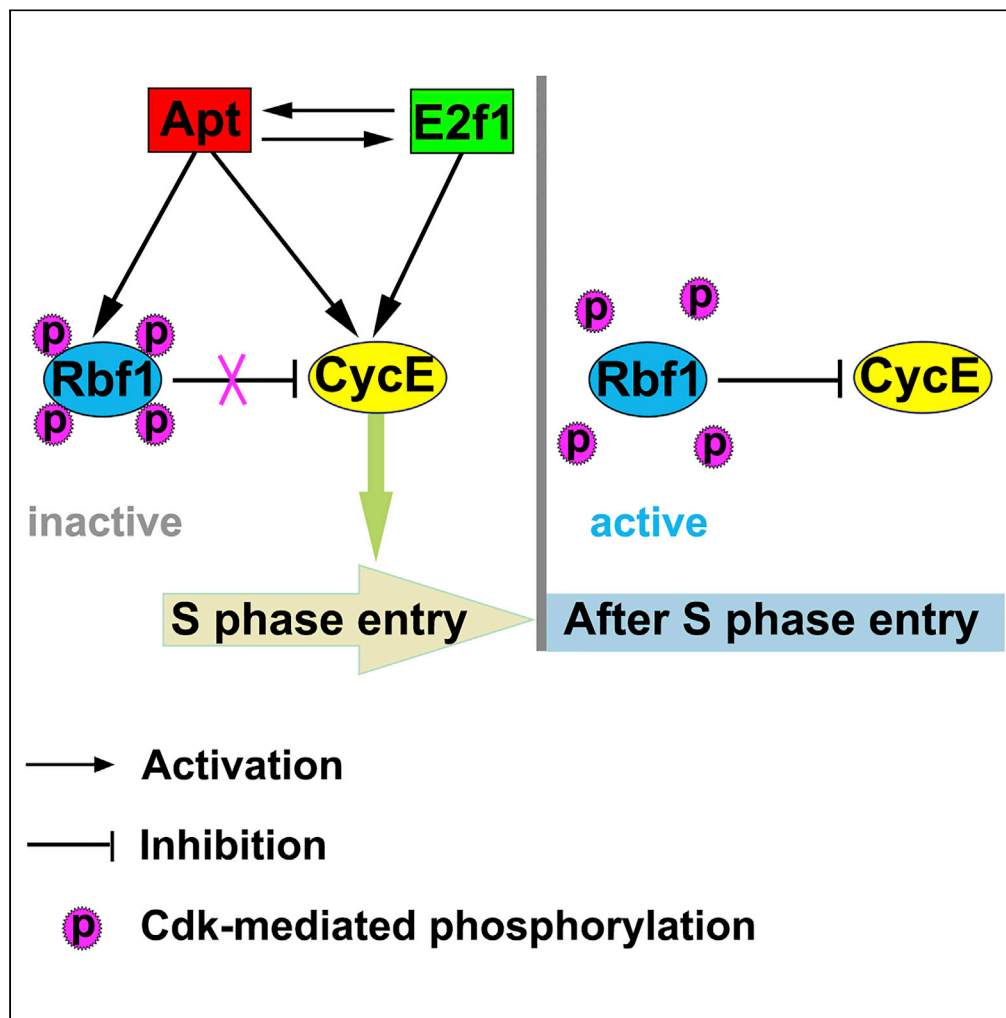 Apt
E2f1
p p
Rbf1
CycE
p p
p p
Rbf1
CycE
p p
inactive
active
S phase entry
After S phase entry
Activation
Inhibition
p Cdk-mediated phosphorylation